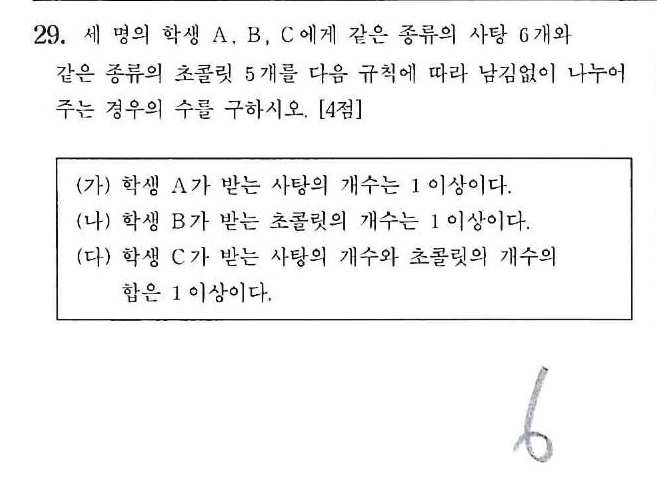 29. 세 명의 학생 A, B, C에게 같은 종류의 사탕 6개와
같은 종류의 초콜릿 5개를 다음 규칙에 따라 남김없이 나누어
주는 경우의 수를 구하시오. [4점]
(가) 학생 A가 받는 사탕의 개수는 1 이상이다.
(나) 학생 B가 받는 초콜릿의 개수는 1 이상이다.
(다) 학생 C가 받는 사탕의 개수와 초콜릿의 개수의
합은 1 이상이다.
6